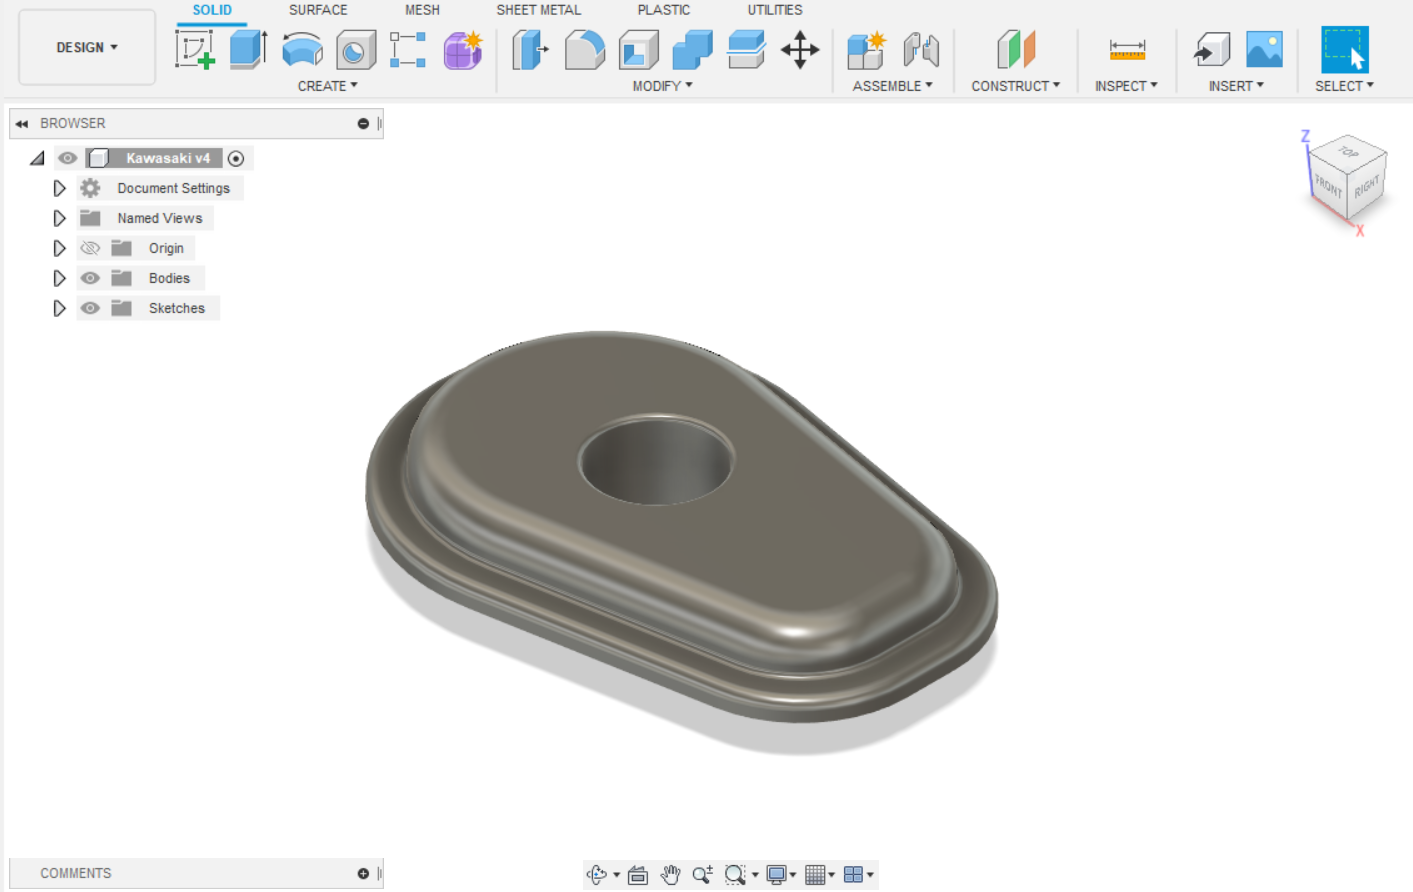 SOLID SURFACE MESH SHEET METAL PLASTIC UTILITIES
DESIGN
CREATE MODIFY ASSEMBLE CONSTRUCT INSPECT INSERT SELECT
BROWSER
Kawasaki v4
Document Settings
Named Views
Origin
Bodies
Sketches
Z
TOP
FRONT RIGHT
X
COMMENTS